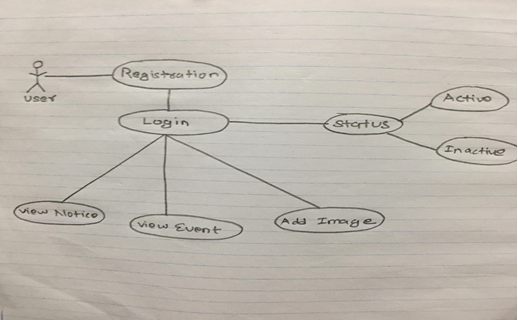 Registration
user
Login
Status
Active
Inactive
View Notice
View Event
Add Image